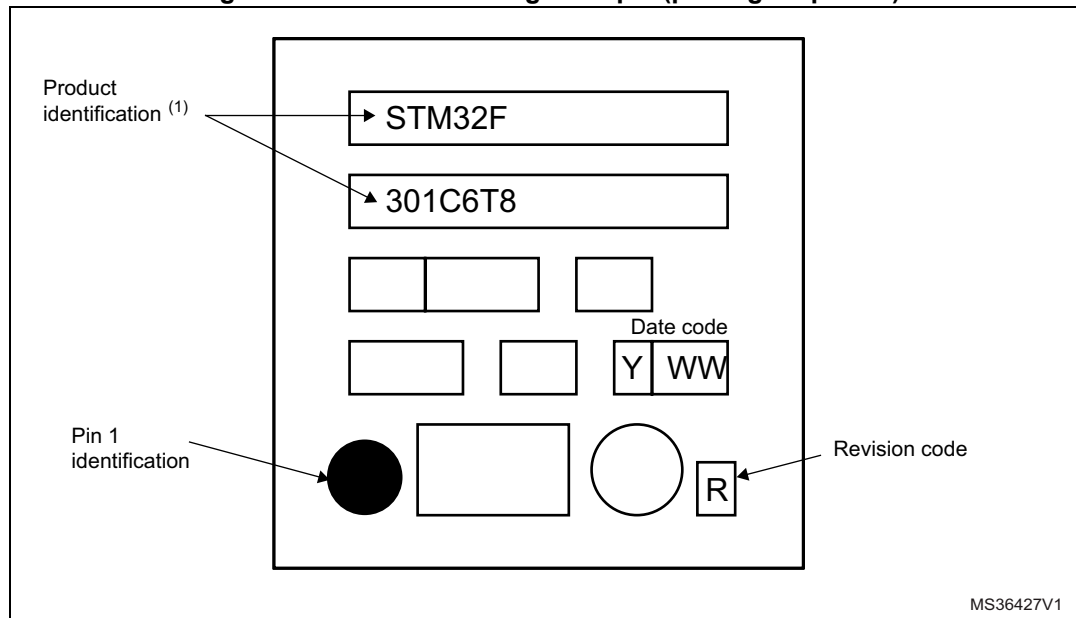 Product
identification (1)
STM32F
301C6T8
Date code
Y WW
Pin 1
identification
Revision code
R
MS36427V1